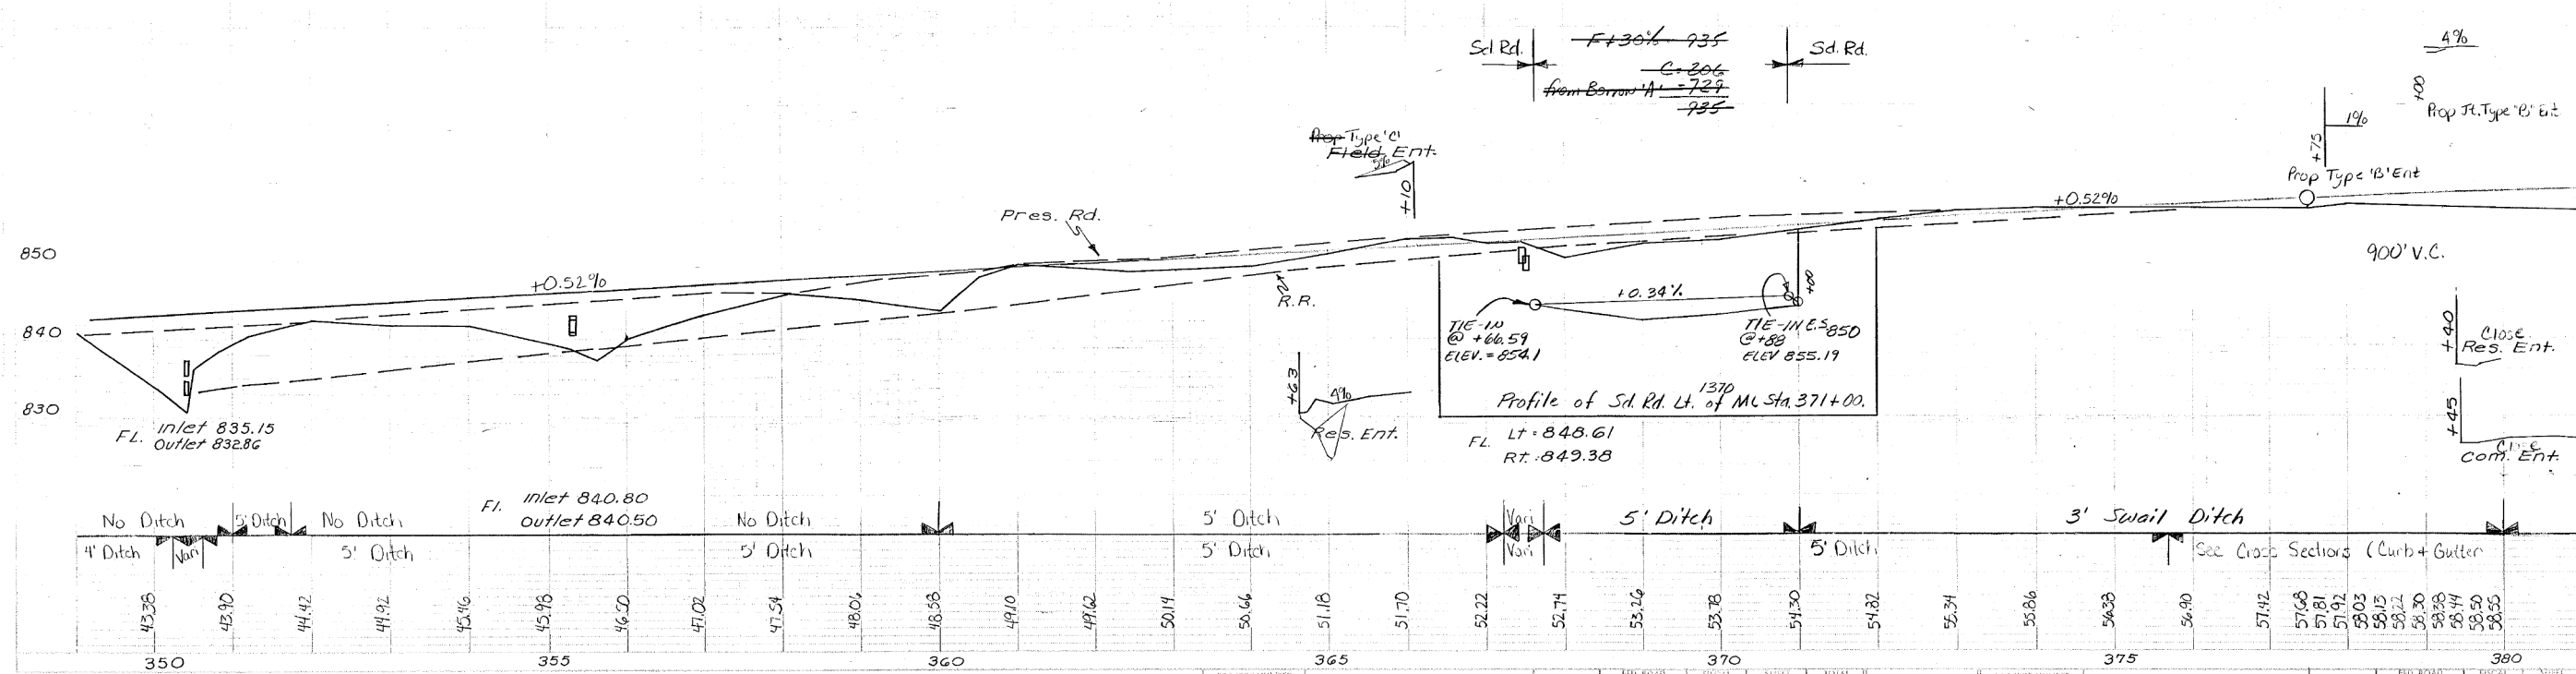 Sd. Rd.
F+30% 935
Sd. Rd.
C=206
from Borrow 'A' = 729
935
4%
+00
Prop Jt. Type 'B' Ent
1%
+75
Prop Type 'B' Ent
Prop Type 'C'
Field Ent.
5%
+10
Pres. Rd.
+0.52%
850
900' V.C.
+0.52%
R.R.
840
+0.34%
+00
TIE-IN
@ +66.59
ELEV. = 854.1
TIE-IN E.S.
@ +88
ELEV 855.19
850
+40
Close
Res. Ent.
830
+63
4%
Res. Ent.
1370
Profile of Sd. Rd. Lt. of ML Sta. 371+00.
+45
Close
Com. Ent.
FL. Inlet 835.15
Outlet 832.86
FL. Lt = 848.61
Rt. = 849.38
Fl. Inlet 840.80
Outlet 840.50
No Ditch 5' Ditch No Ditch No Ditch 5' Ditch Vari 5' Ditch 3' Swail Ditch
4' Ditch Vari 5' Ditch 5' Ditch 5' Ditch Vari 5' Ditch See Cross Sections (Curb & Gutter
43.38 43.90 44.42 44.92 45.46 45.98 46.50 47.02 47.54 48.06 48.58 49.10 49.62 50.14 50.66 51.18 51.70 52.22 52.74 53.26 53.78 54.30 54.82 55.34 55.86 56.38 56.90 57.42 57.68 57.81 57.92 58.03 58.13 58.22 58.30 58.38 58.44 58.50 58.55
350 355 360 365 370 375 380